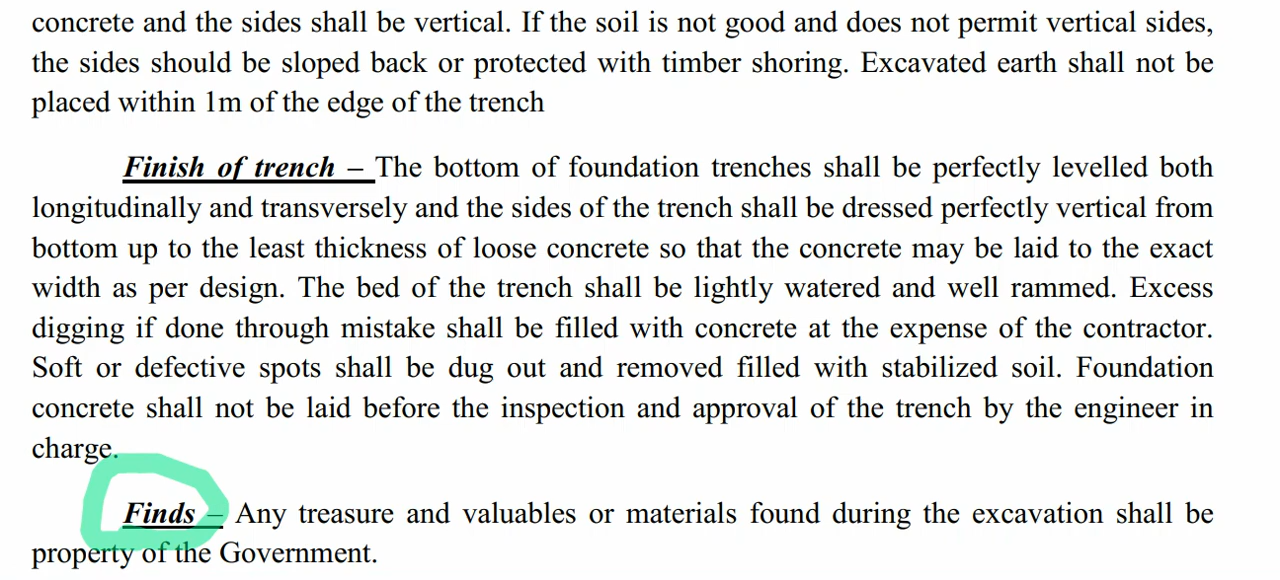 concrete and the sides shall be vertical. If the soil is not good and does not permit vertical sides,
the sides should be sloped back or protected with timber shoring. Excavated earth shall not be
placed within 1m of the edge of the trench
Finish of trench – The bottom of foundation trenches shall be perfectly levelled both
longitudinally and transversely and the sides of the trench shall be dressed perfectly vertical from
bottom up to the least thickness of loose concrete so that the concrete may be laid to the exact
width as per design. The bed of the trench shall be lightly watered and well rammed. Excess
digging if done through mistake shall be filled with concrete at the expense of the contractor.
Soft or defective spots shall be dug out and removed filled with stabilized soil. Foundation
concrete shall not be laid before the inspection and approval of the trench by the engineer in
charge.
Finds – Any treasure and valuables or materials found during the excavation shall be
property of the Government.